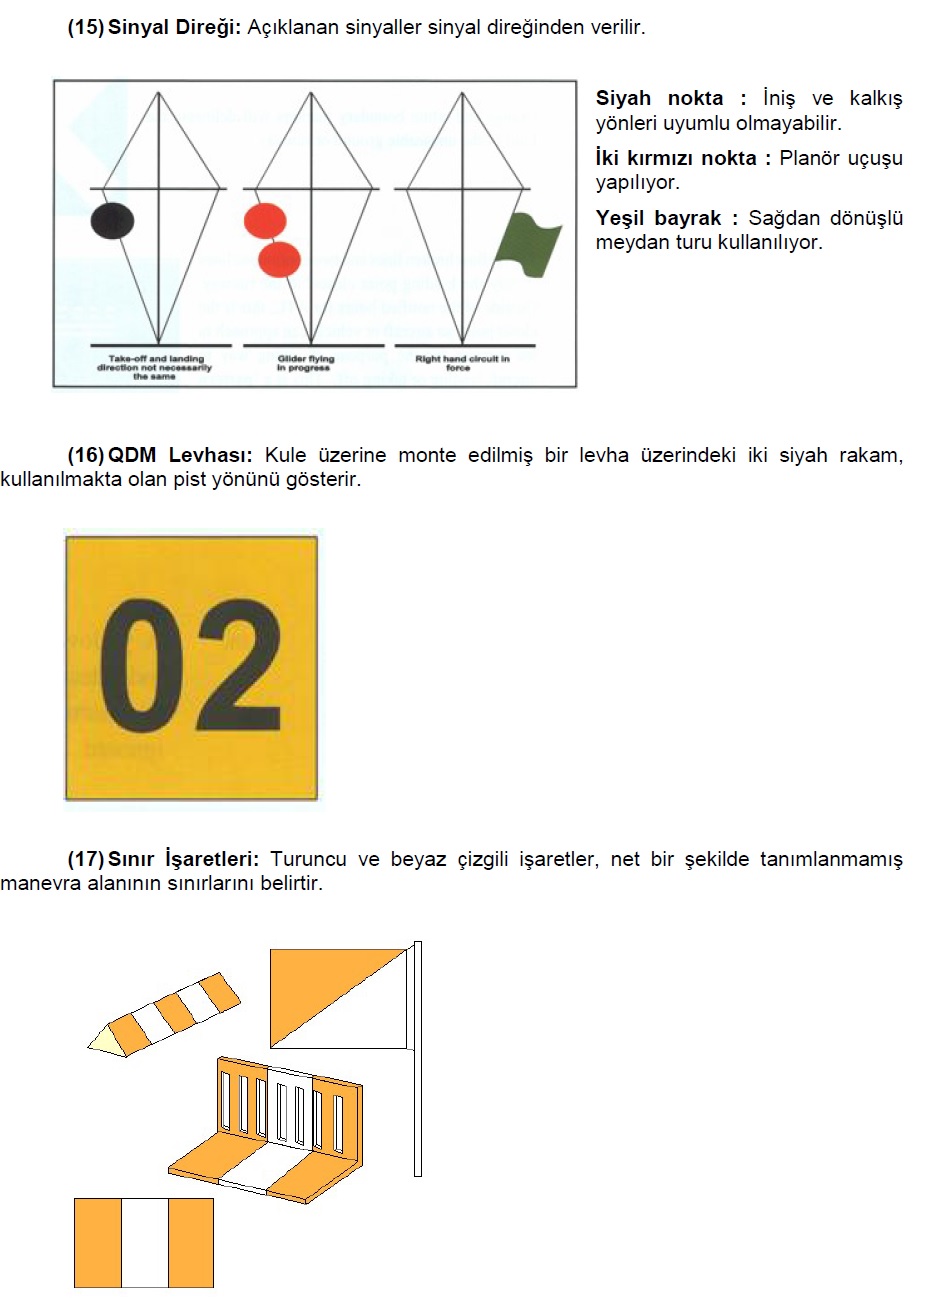 (15) Sinyal Direği: Açıklanan sinyaller sinyal direğinden verilir.
Siyah nokta : İniş ve kalkış
yönleri uyumlu olmayabilir.
İki kırmızı nokta : Planör uçuşu
yapılıyor.
Yeşil bayrak : Sağdan dönüşlü
meydan turu kullanılıyor.
Take-off and landing
direction not necessarily
the same
Glider flying
in progress
Right hand circuit in
force
(16) QDM Levhası: Kule üzerine monte edilmiş bir levha üzerindeki iki siyah rakam,
kullanılmakta olan pist yönünü gösterir.
02
(17) Sınır İşaretleri: Turuncu ve beyaz çizgili işaretler, net bir şekilde tanımlanmamış
manevra alanının sınırlarını belirtir.